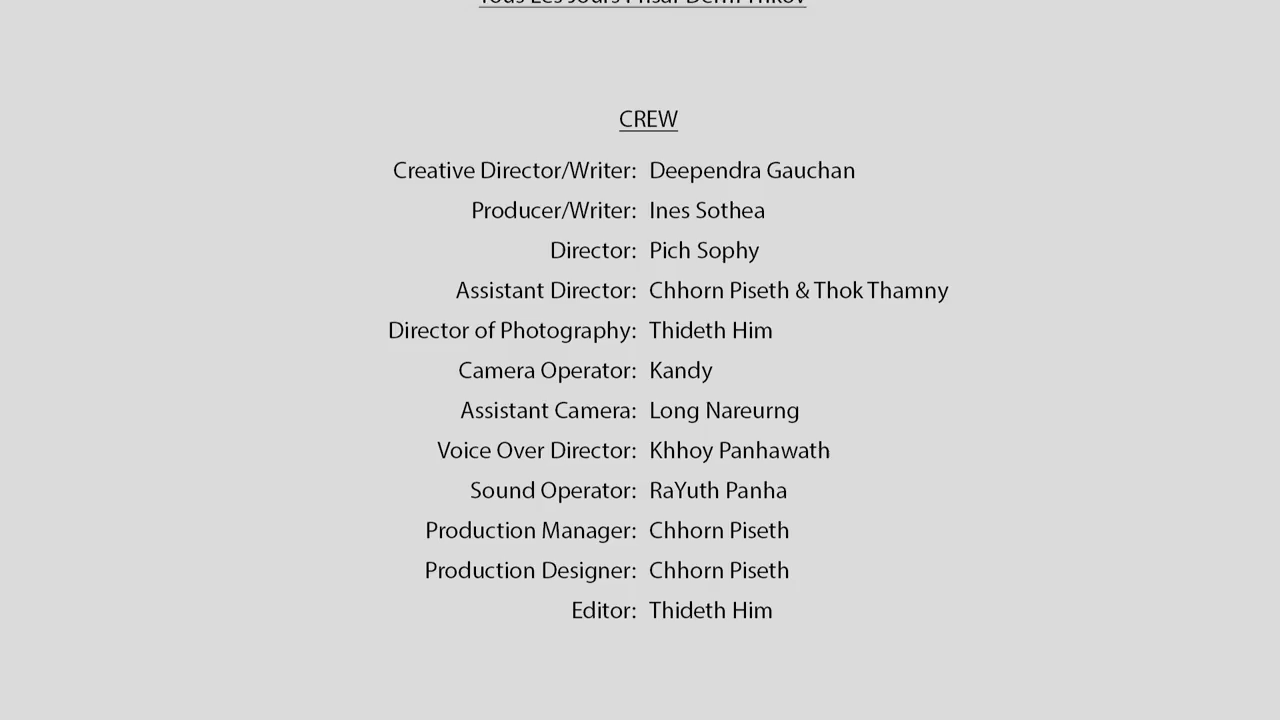 CREW
Creative Director/Writer: Deependra Gauchan
Producer/Writer: Ines Sothea
Director: Pich Sophy
Assistant Director: Chhorn Piseth & Thok Thamny
Director of Photography: Thideth Him
Camera Operator: Kandy
Assistant Camera: Long Nareurng
Voice Over Director: Khhoy Panhawath
Sound Operator: RaYuth Panha
Production Manager: Chhorn Piseth
Production Designer: Chhorn Piseth
Editor: Thideth Him